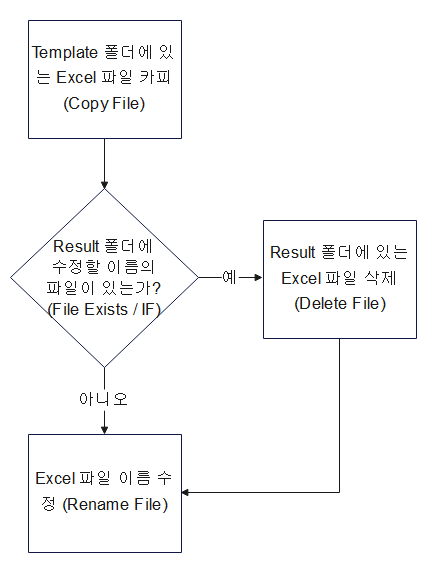 Template 폴더에 있
는 Excel 파일 카피
(Copy File)
Result 폴더에
수정할 이름의
파일이 있는가?
(File Exists / IF)
예
Result 폴더에 있는
Excel 파일 삭제
(Delete File)
아니오
Excel 파일 이름 수
정 (Rename File)